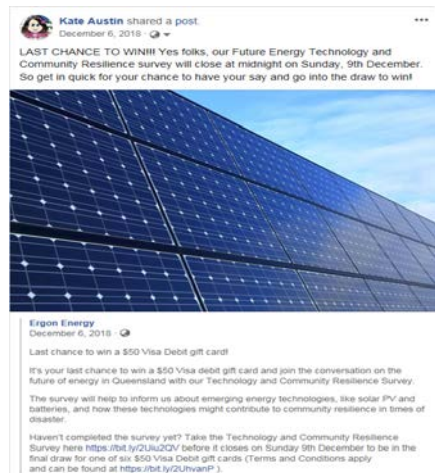 Kate Austin shared a post
December 6, 2018 ·
LAST CHANCE TO WIN!!! Yes folks, our Future Energy Technology and
Community Resilience survey will close at midnight on Sunday, 9th December.
So get in quick for your chance to have your say and go into the draw to win!
Ergon Energy
December 6, 2018 ·
Last chance to win a $50 Visa Debit gift card!
It's your last chance to win a $50 Visa debit gift card and join the conversation on the
future of energy in Queensland with our Technology and Community Resilience Survey.
The survey will help to inform us about emerging energy technologies, like solar PV and
batteries, and how these technologies might contribute to community resilience in times of
disaster.
Haven't completed the survey yet? Take the Technology and Community Resilience
Survey here https://bit.ly/2Uiu2QV before it closes on Sunday 9th December to be in the
final draw for one of six $50 Visa Debit gift cards (Terms and Conditions apply
and can be found at https://bit.ly/2UhvanP ).